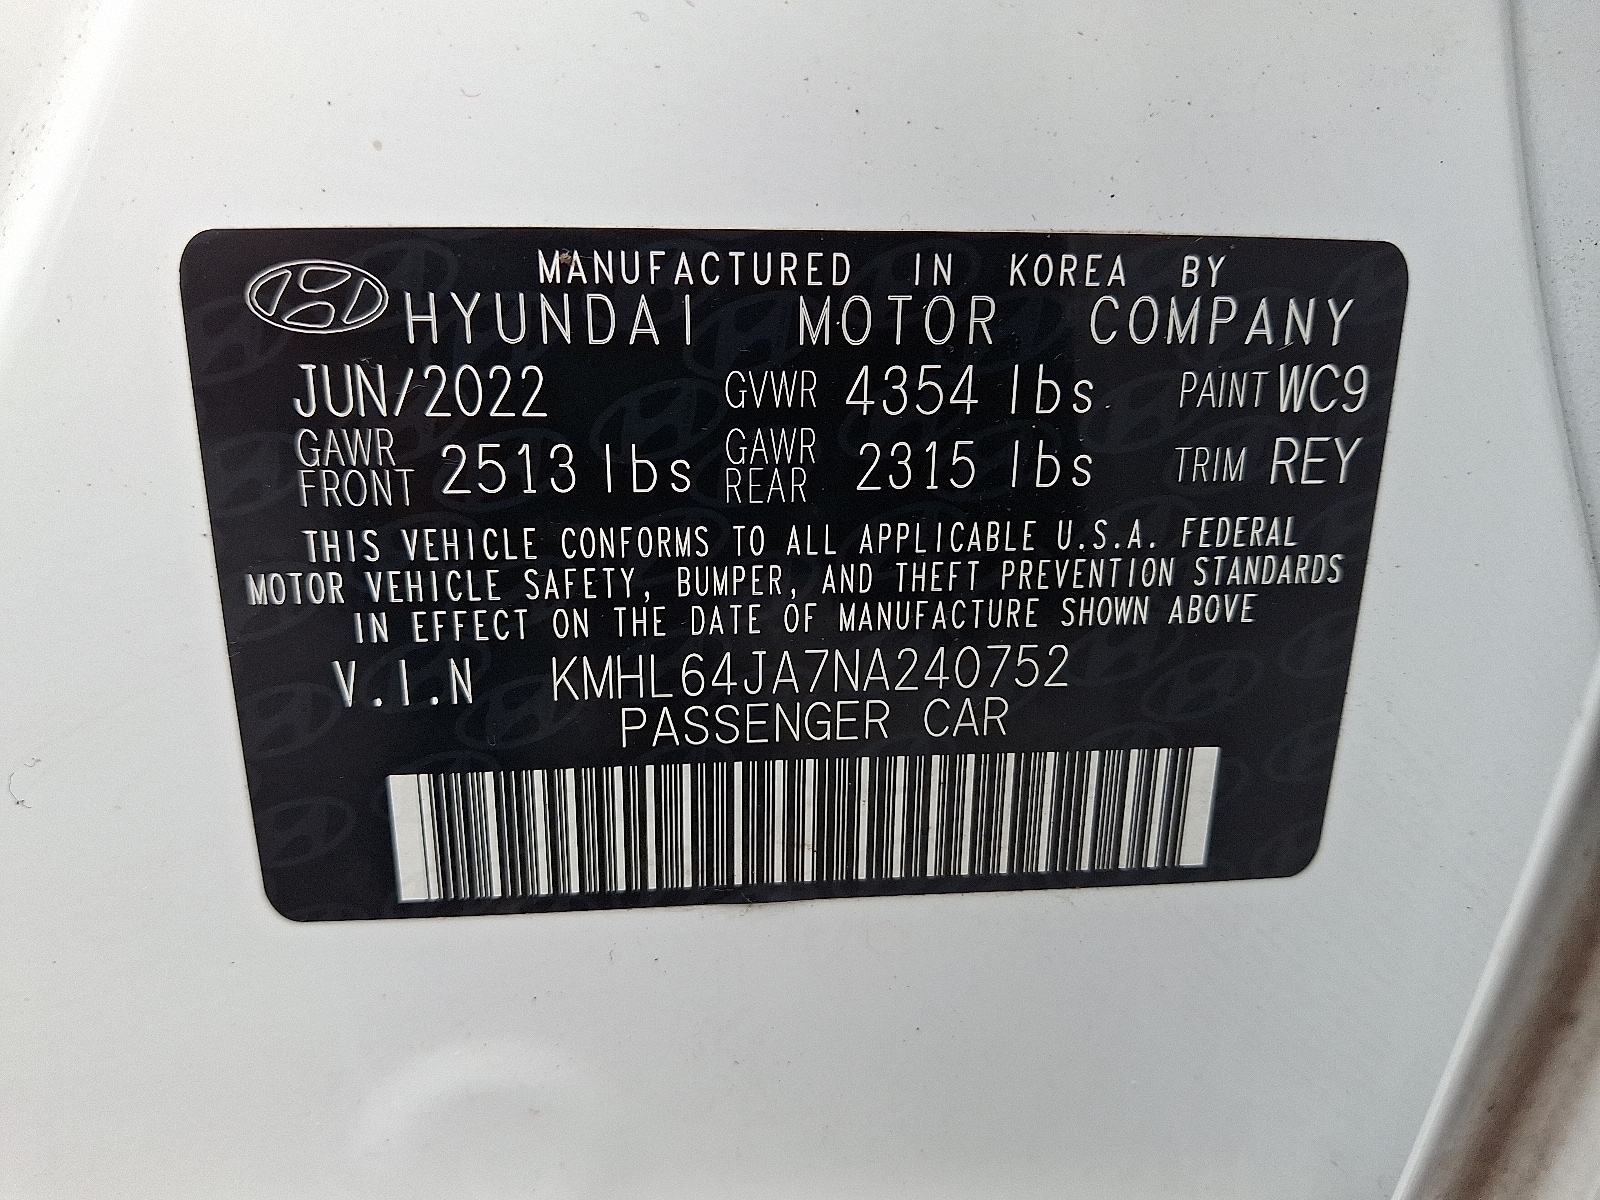 MANUFACTURED IN KOREA BY
HYUNDAI MOTOR COMPANY
JUN/2022 GVWR 4354 lbs. PAINT WC9
GAWR FRONT 2513 lbs GAWR REAR 2315 lbs TRIM REY
THIS VEHICLE CONFORMS TO ALL APPLICABLE U.S.A. FEDERAL
MOTOR VEHICLE SAFETY, BUMPER, AND THEFT PREVENTION STANDARDS
IN EFFECT ON THE DATE OF MANUFACTURE SHOWN ABOVE
V.I.N KMHL64JA7NA240752
PASSENGER CAR